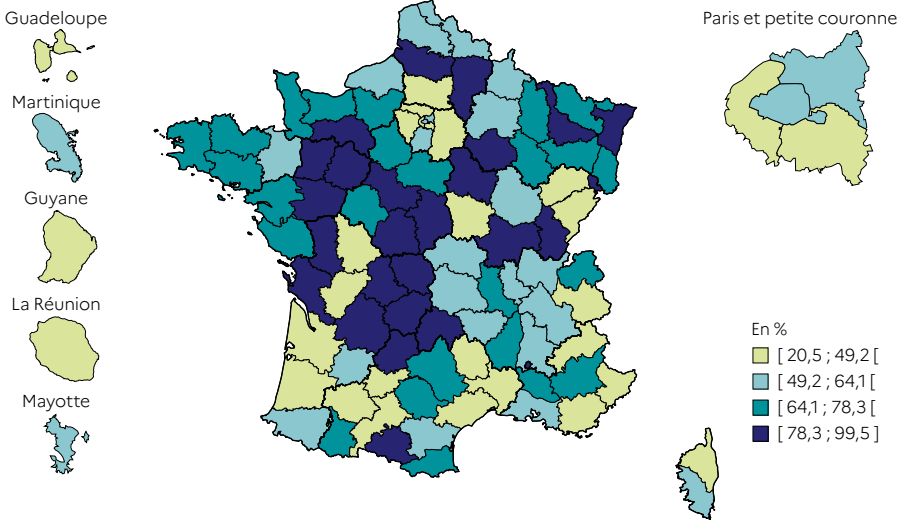 Guadeloupe
Martinique
Guyane
La Réunion
Mayotte
Paris et petite couronne
En %
[ 20,5 ; 49,2 [
[ 49,2 ; 64,1 [
[ 64,1 ; 78,3 [
[ 78,3 ; 99,5 ]